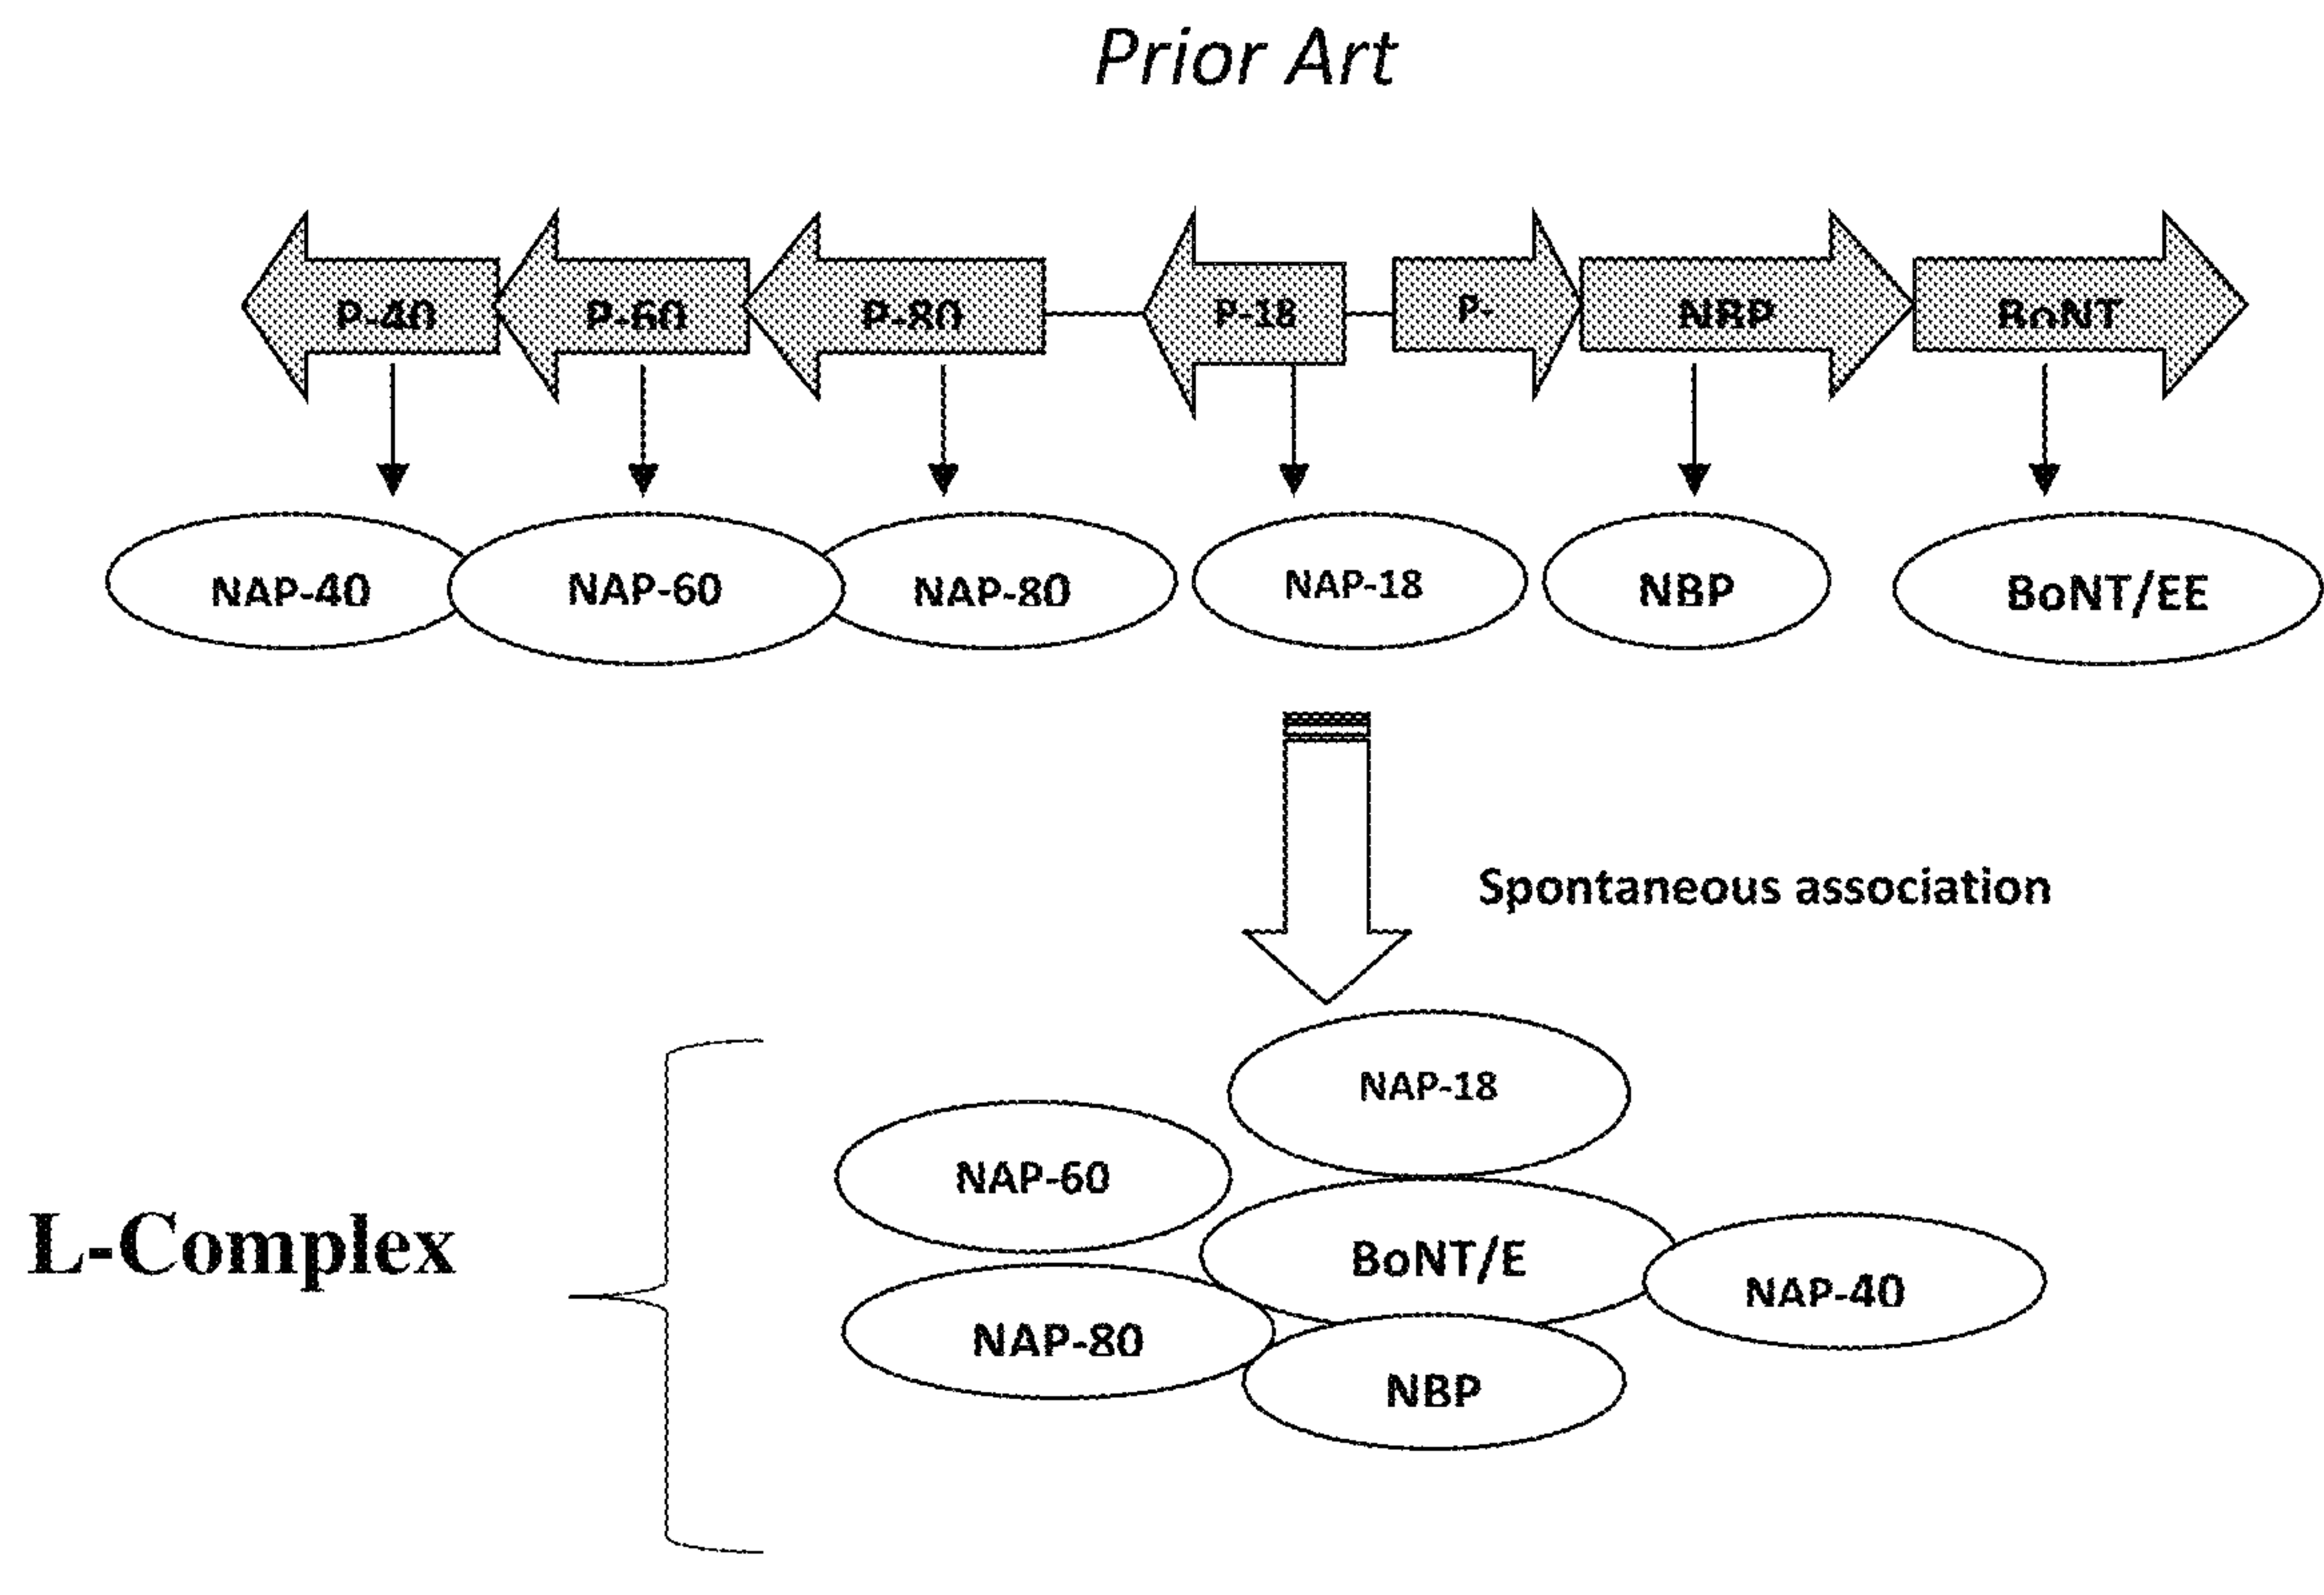 Prior Art
P-40 P-60 P-80 P-18 P- NBP BoNT
NAP-40 NAP-60 NAP-80 NAP-18 NBP BoNT/EE
Spontaneous association
NAP-18
NAP-60
L-Complex
BoNT/E
NAP-40
NAP-80
NBP